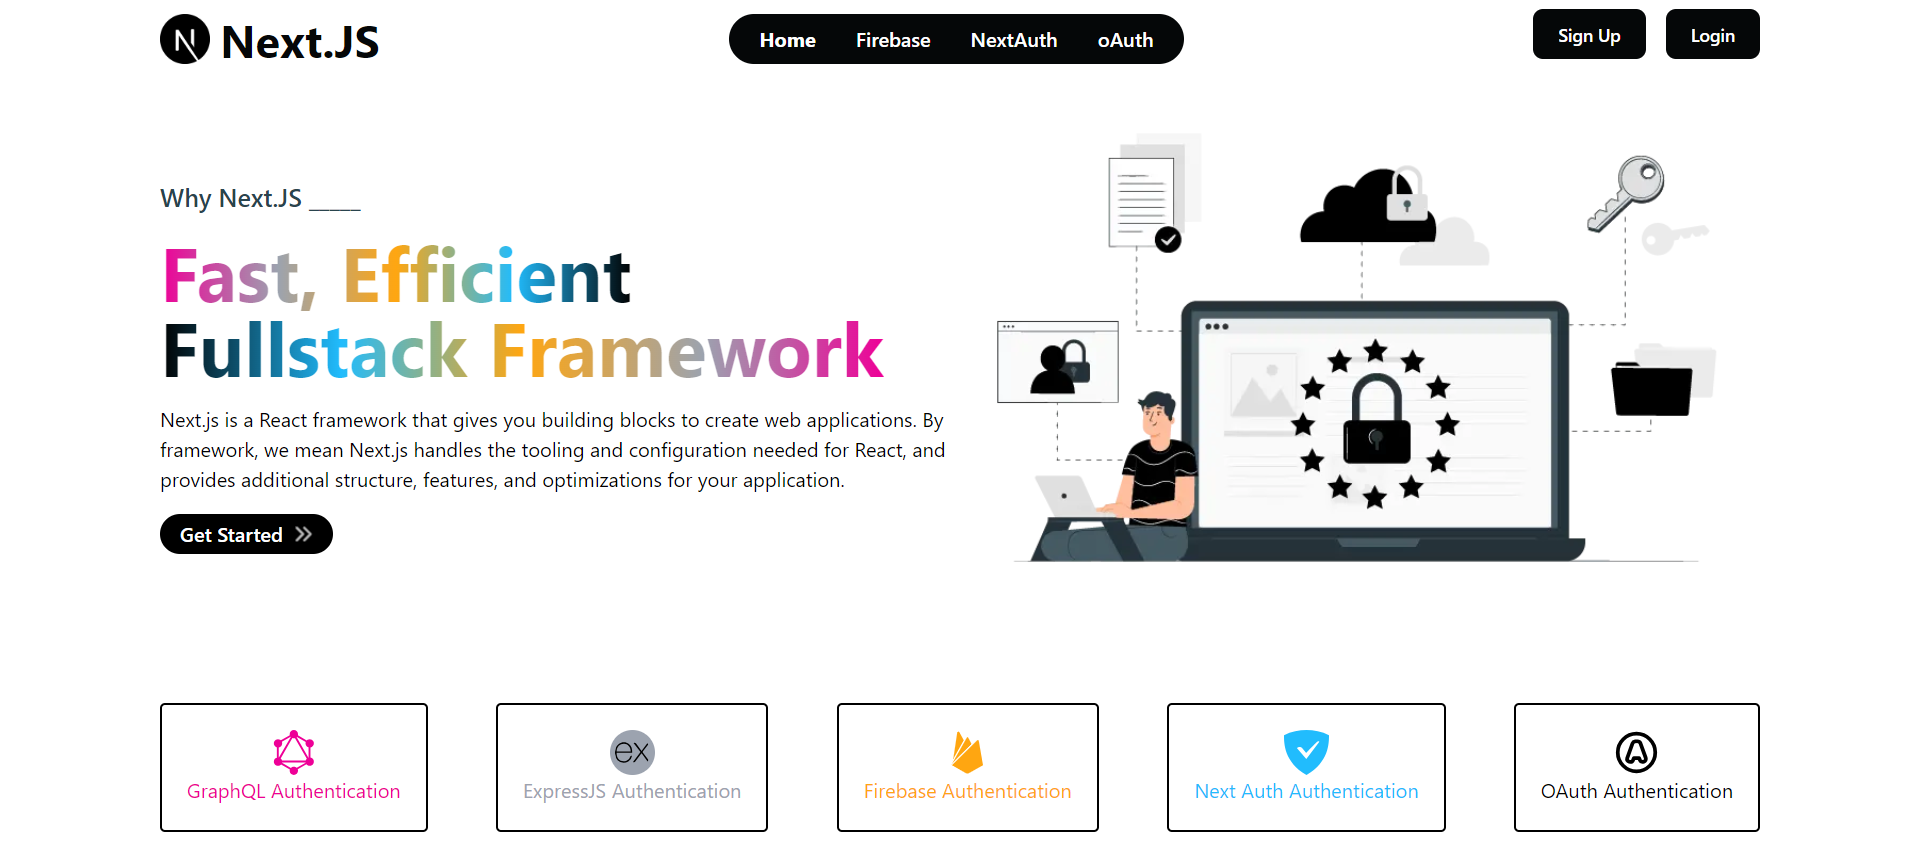 Next.JS
Home Firebase NextAuth oAuth
Sign Up Login
Why Next.JS _____
Fast, Efficient
Fullstack Framework
Next.js is a React framework that gives you building blocks to create web applications. By
framework, we mean Next.js handles the tooling and configuration needed for React, and
provides additional structure, features, and optimizations for your application.
Get Started
ex
GraphQL Authentication
ExpressJS Authentication
Firebase Authentication
Next Auth Authentication
OAuth Authentication